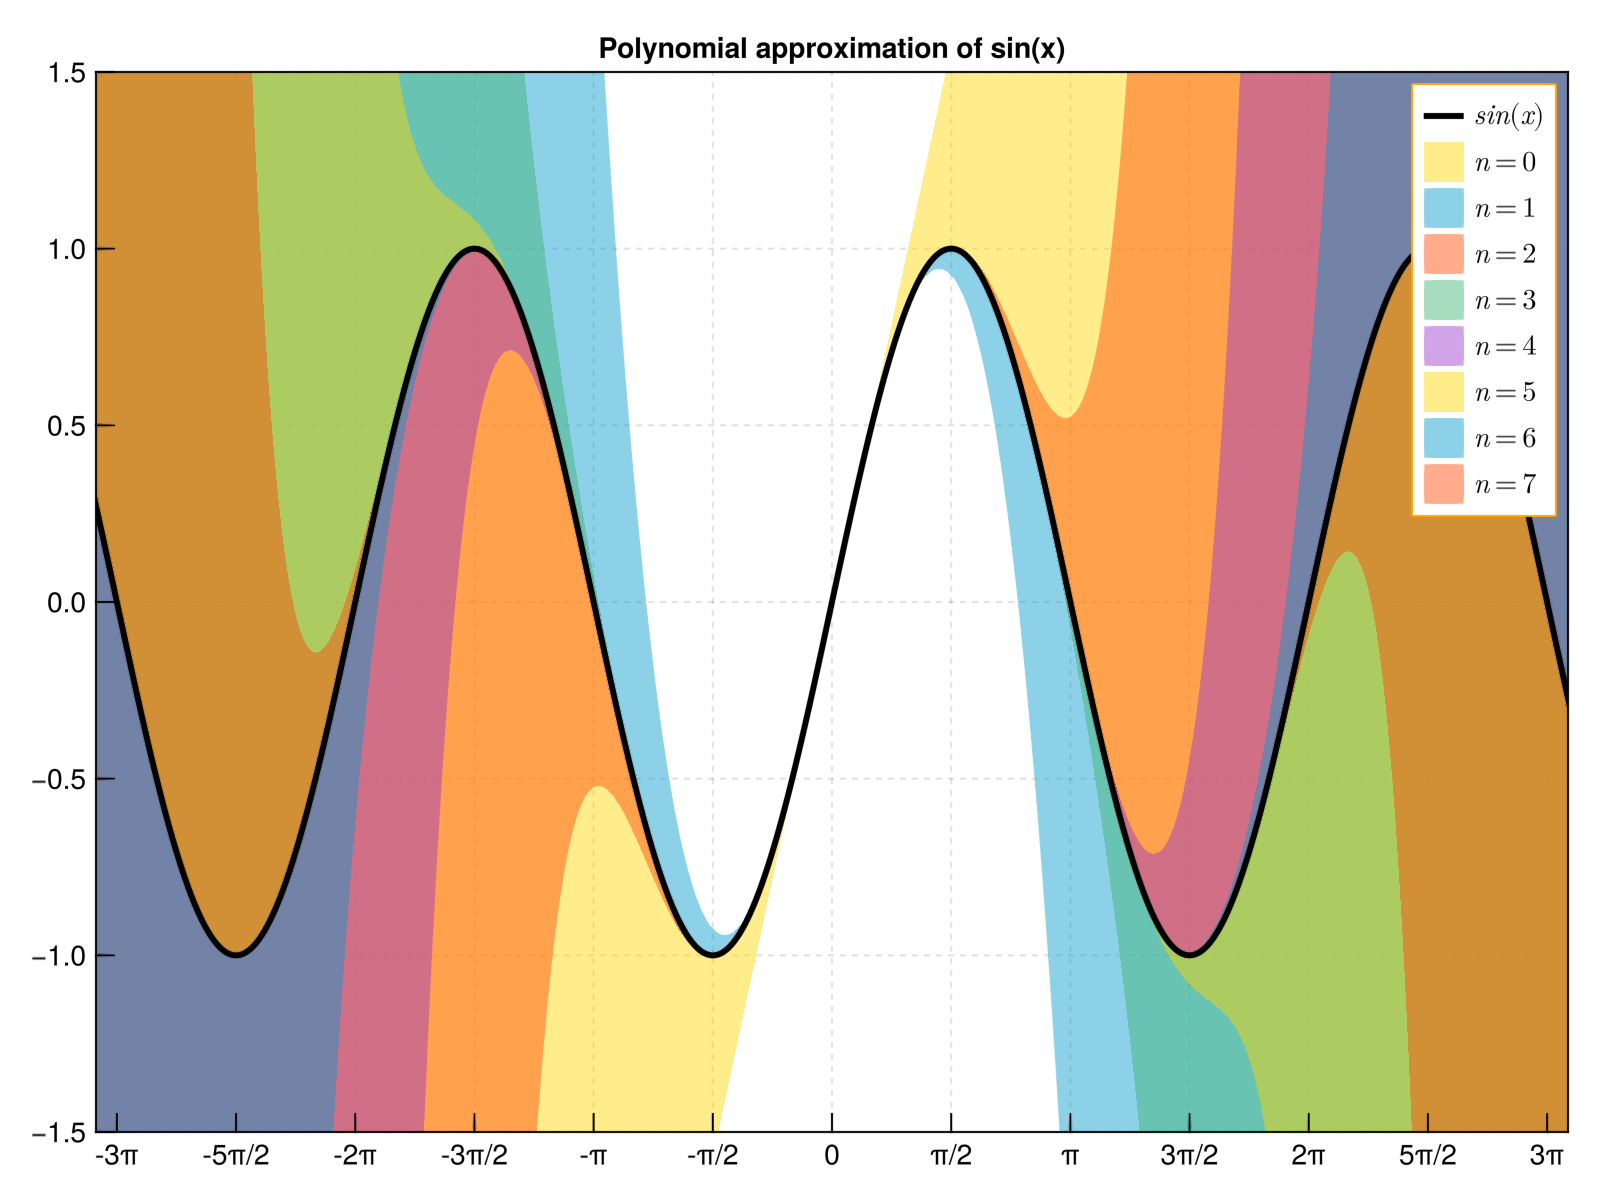 Polynomial approximation of sin(x)
1.5
1.0
0.5
0.0
−0.5
−1.0
−1.5
-3π -5π/2 -2π -3π/2 -π -π/2 0 π/2 π 3π/2 2π 5π/2 3π
sin(x)
n = 0
n = 1
n = 2
n = 3
n = 4
n = 5
n = 6
n = 7